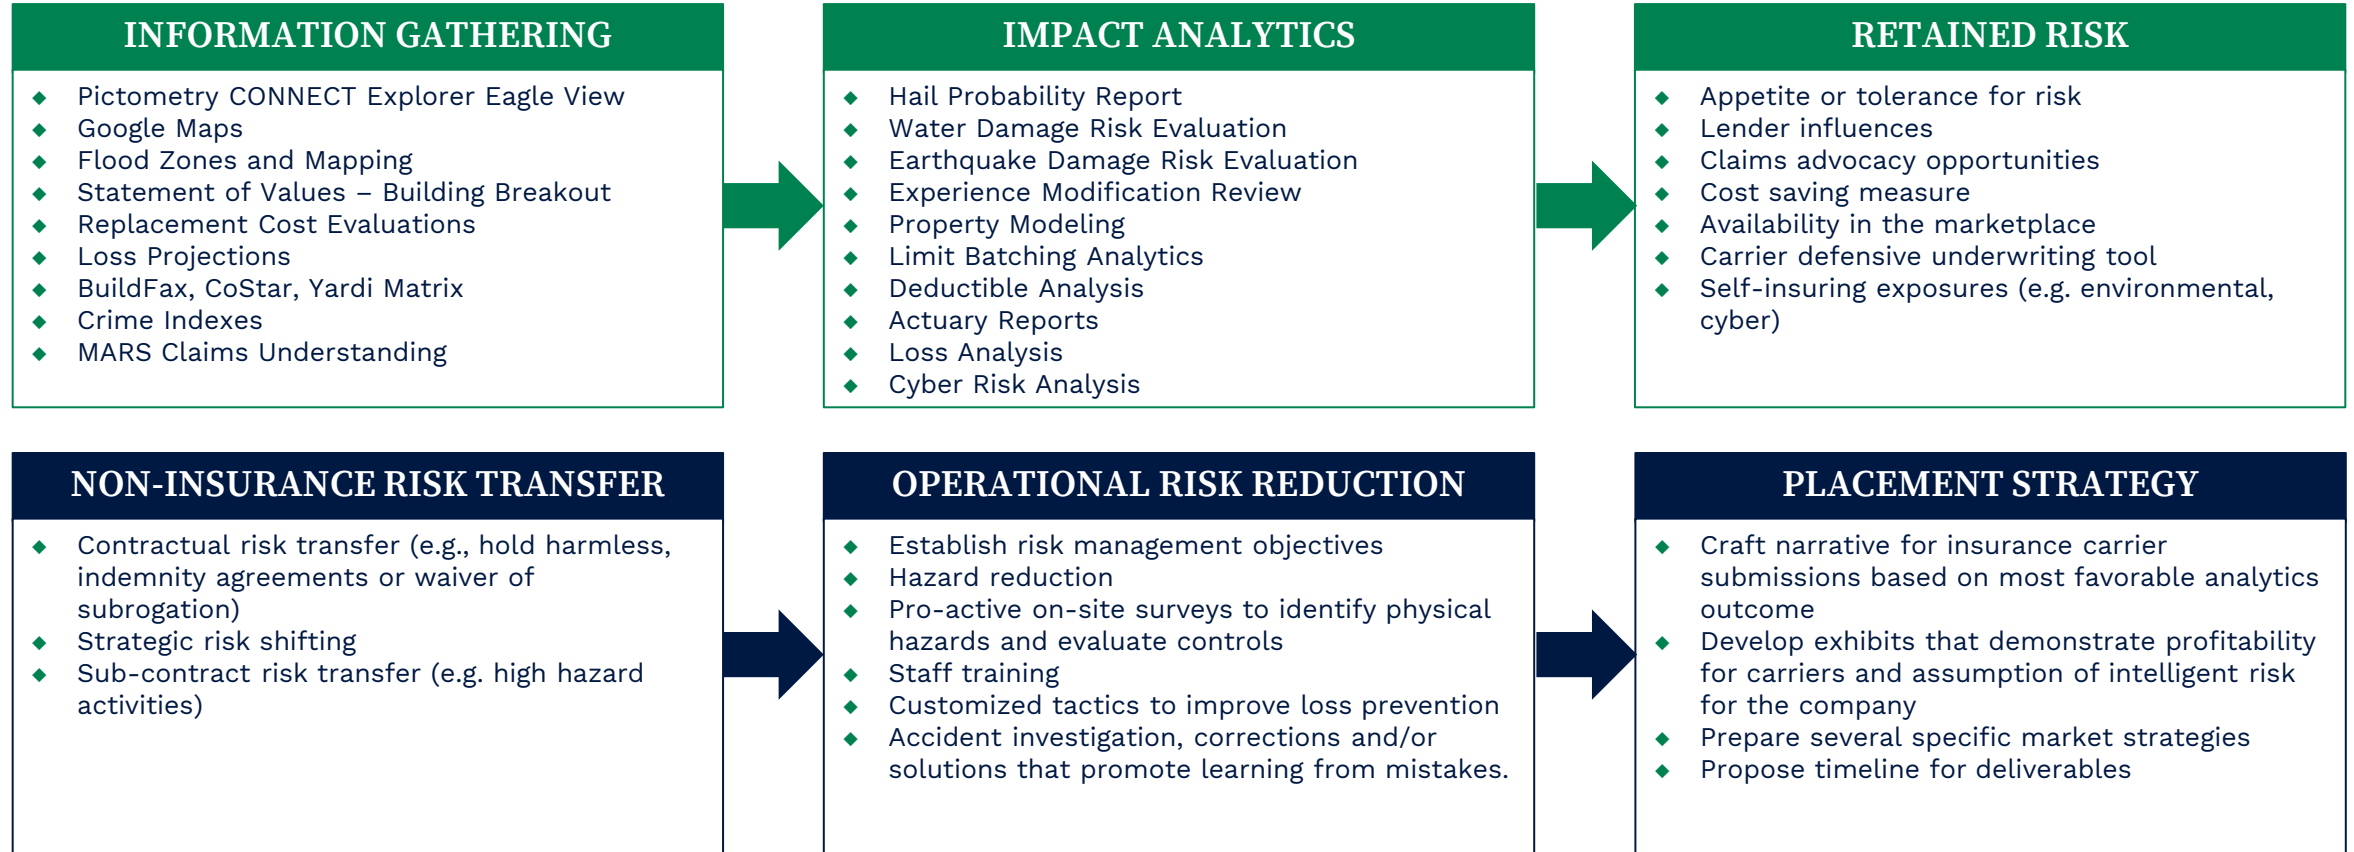 INFORMATION GATHERING
◆ Pictometry CONNECT Explorer Eagle View
◆ Google Maps
◆ Flood Zones and Mapping
◆ Statement of Values – Building Breakout
◆ Replacement Cost Evaluations
◆ Loss Projections
◆ BuildFax, CoStar, Yardi Matrix
◆ Crime Indexes
◆ MARS Claims Understanding
IMPACT ANALYTICS
◆ Hail Probability Report
◆ Water Damage Risk Evaluation
◆ Earthquake Damage Risk Evaluation
◆ Experience Modification Review
◆ Property Modeling
◆ Limit Batching Analytics
◆ Deductible Analysis
◆ Actuary Reports
◆ Loss Analysis
◆ Cyber Risk Analysis
RETAINED RISK
◆ Appetite or tolerance for risk
◆ Lender influences
◆ Claims advocacy opportunities
◆ Cost saving measure
◆ Availability in the marketplace
◆ Carrier defensive underwriting tool
◆ Self-insuring exposures (e.g. environmental,
cyber)
NON-INSURANCE RISK TRANSFER
◆ Contractual risk transfer (e.g., hold harmless,
indemnity agreements or waiver of
subrogation)
◆ Strategic risk shifting
◆ Sub-contract risk transfer (e.g. high hazard
activities)
OPERATIONAL RISK REDUCTION
◆ Establish risk management objectives
◆ Hazard reduction
◆ Pro-active on-site surveys to identify physical
hazards and evaluate controls
◆ Staff training
◆ Customized tactics to improve loss prevention
◆ Accident investigation, corrections and/or
solutions that promote learning from mistakes.
PLACEMENT STRATEGY
◆ Craft narrative for insurance carrier
submissions based on most favorable analytics
outcome
◆ Develop exhibits that demonstrate profitability
for carriers and assumption of intelligent risk
for the company
◆ Prepare several specific market strategies
◆ Propose timeline for deliverables